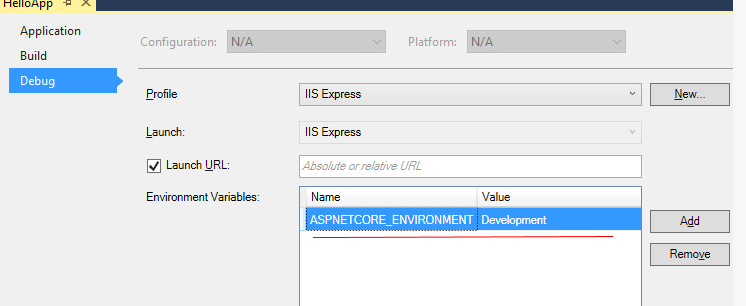 HelloApp
Application
Configuration: N/A Platform: N/A
Build
Debug
Profile IIS Express New...
Launch: IIS Express
Launch URL: Absolute or relative URL
Environment Variables: Name Value
ASPNETCORE_ENVIRONMENT Development Add
Remove